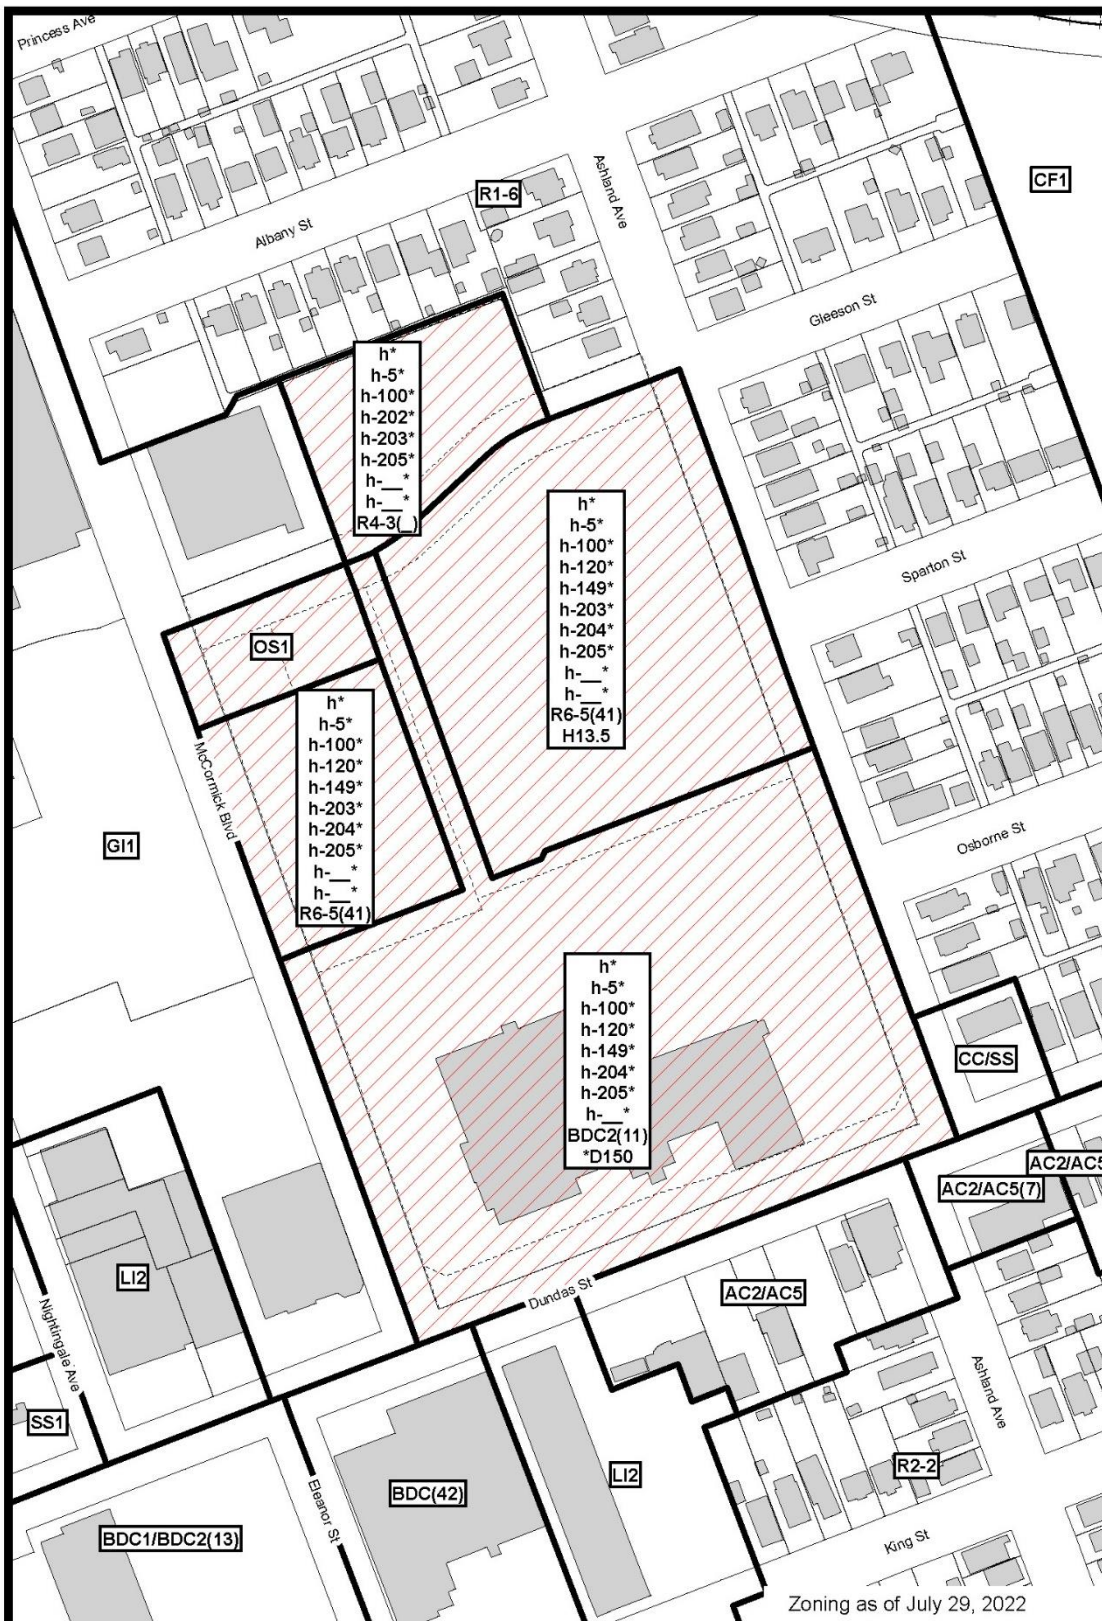 Princess Ave
Ashland Ave
R1-6
CF1
Albany St
Gleeson St
h*
h-5*
h-100*
h-202*
h-203*
h-205*
h-__*
h-__*
R4-3(_)
h*
h-5*
h-100*
h-120*
h-149*
h-203*
h-204*
h-205*
h-__*
h-__*
R6-5(41)
H13.5
Sparton St
OS1
h*
h-5*
h-100*
h-120*
h-149*
h-203*
h-204*
h-205*
h-__*
h-__*
R6-5(41)
McCormick Blvd
GI1
Osborne St
h*
h-5*
h-100*
h-120*
h-149*
h-204*
h-205*
h-__*
BDC2(11)
*D150
CC/SS
AC2/AC5
AC2/AC5(7)
LI2
Dundas St
AC2/AC5
Nightingale Ave
Ashland Ave
SS1
R2-2
LI2
BDC(42)
Eleanor St
BDC1/BDC2(13)
King St
Zoning as of July 29, 2022